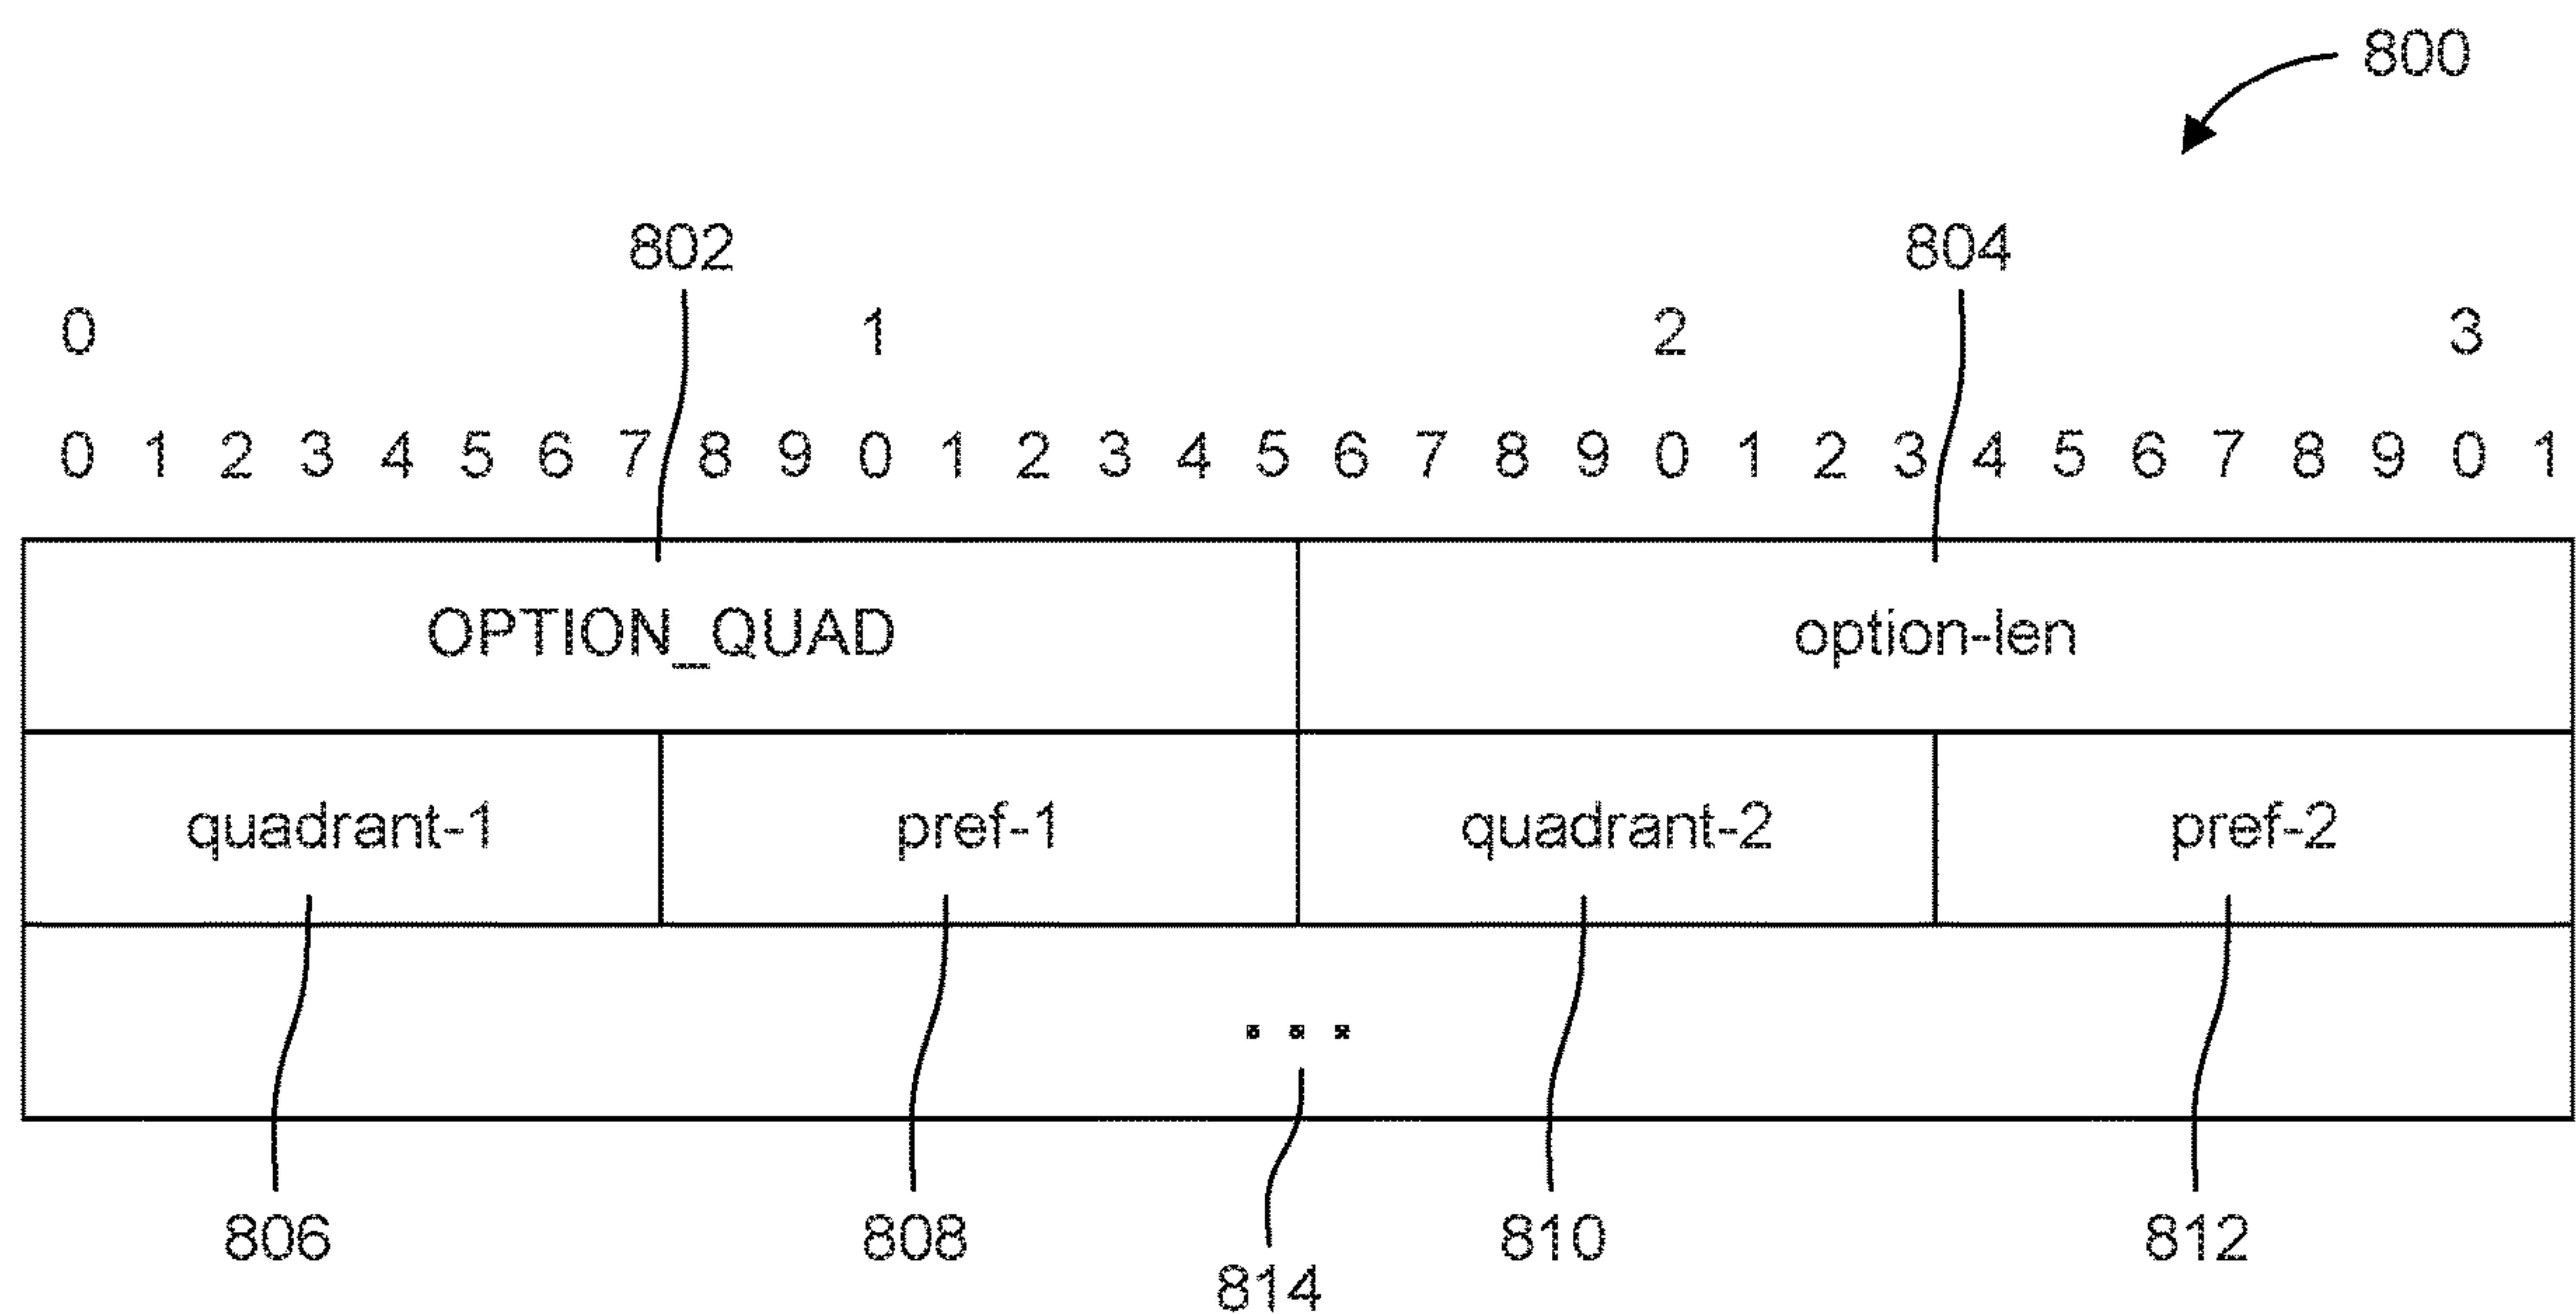 800
802 804
0 1 2 3
0 1 2 3 4 5 6 7 8 9 0 1 2 3 4 5 6 7 8 9 0 1 2 3 4 5 6 7 8 9 0 1
OPTION_QUAD option-len
quadrant-1 pref-1 quadrant-2 pref-2
...
806 808 810 812
814